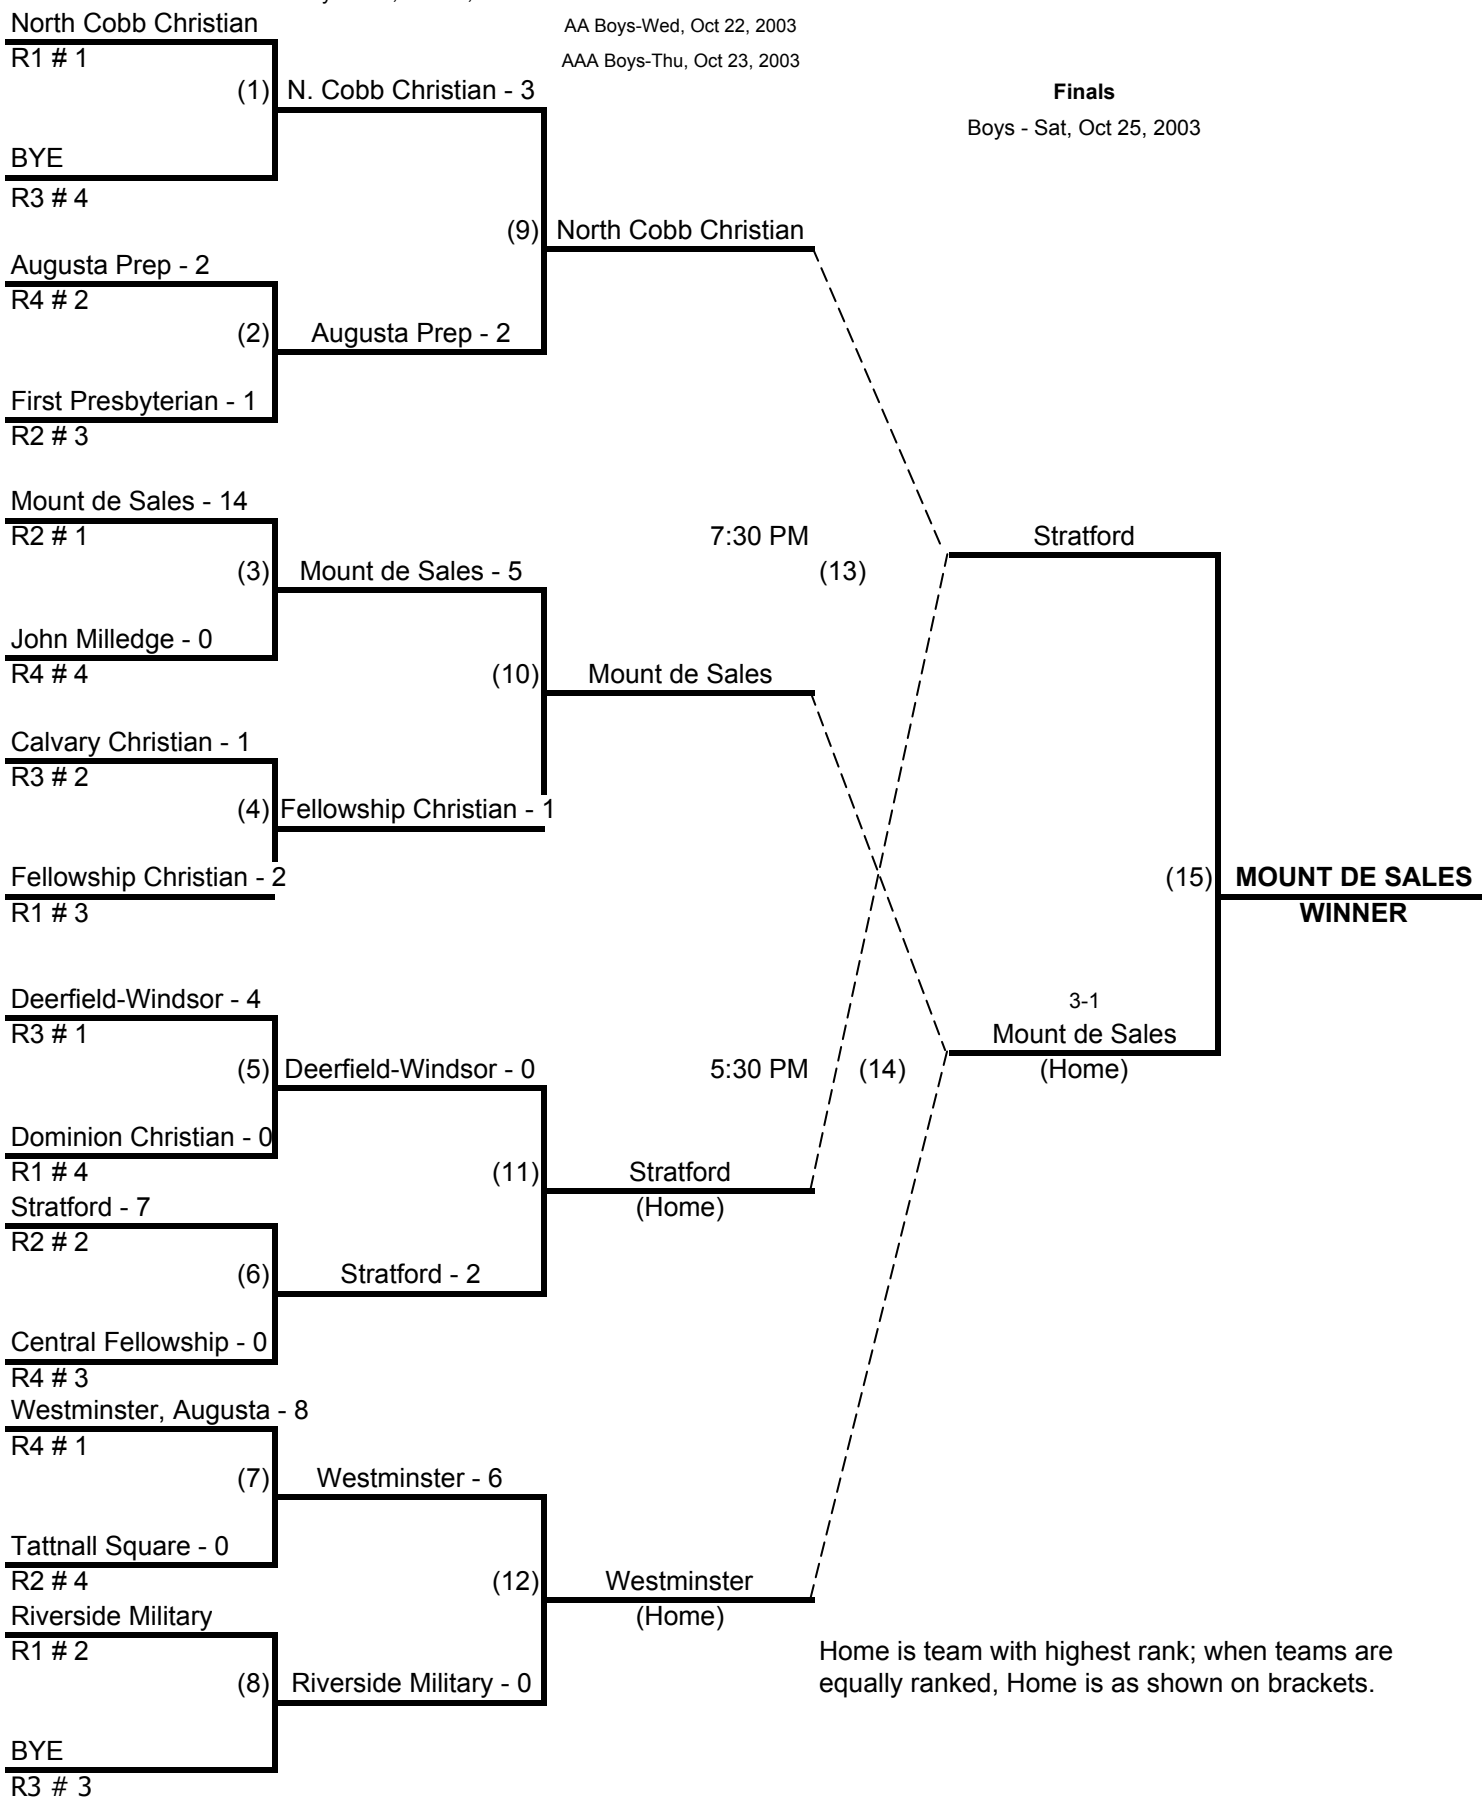 North Cobb Christian
R1 # 1
(1)
BYE
R3 # 4
Augusta Prep - 2
R4 # 2
(2)
First Presbyterian - 1
R2 # 3
Mount de Sales - 14
R2 # 1
(3)
John Milledge - 0
R4 # 4
Calvary Christian - 1
R3 # 2
(4)
Fellowship Christian - 2
R1 # 3
Deerfield-Windsor - 4
R3 # 1
(5)
Dominion Christian - 0
R1 # 4
Stratford - 7
R2 # 2
(6)
Central Fellowship - 0
R4 # 3
Westminster, Augusta - 8
R4 # 1
(7)
Tattnall Square - 0
R2 # 4
Riverside Military
R1 # 2
(8)
BYE
R3 # 3
N. Cobb Christian - 3
(9)
Augusta Prep - 2
Mount de Sales - 5
(10)
Fellowship Christian - 1
Deerfield-Windsor - 0
(11)
Stratford - 2
Westminster - 6
(12)
Riverside Military - 0
AA Boys-Wed, Oct 22, 2003
AAA Boys-Thu, Oct 23, 2003
North Cobb Christian
7:30 PM
(13)
Mount de Sales
5:30 PM
(14)
Stratford
(Home)
Westminster
(Home)
Finals
Boys - Sat, Oct 25, 2003
Stratford
(15)
3-1
Mount de Sales
(Home)
MOUNT DE SALES
WINNER
Home is team with highest rank; when teams are
equally ranked, Home is as shown on brackets.